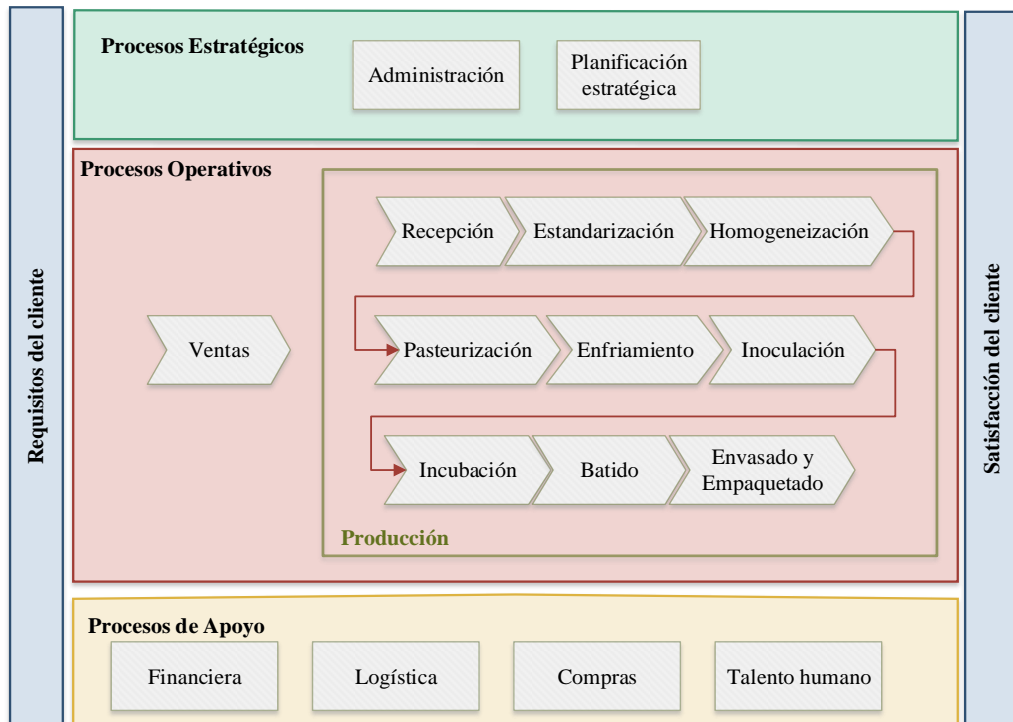 Requisitos del cliente
Procesos Estratégicos
Administración
Planificación
estratégica
Procesos Operativos
Ventas
Recepción
Estandarización
Homogeneización
Pasteurización
Enfriamiento
Inoculación
Incubación
Batido
Envasado y
Empaquetado
Producción
Procesos de Apoyo
Financiera
Logística
Compras
Talento humano
Satisfacción del cliente